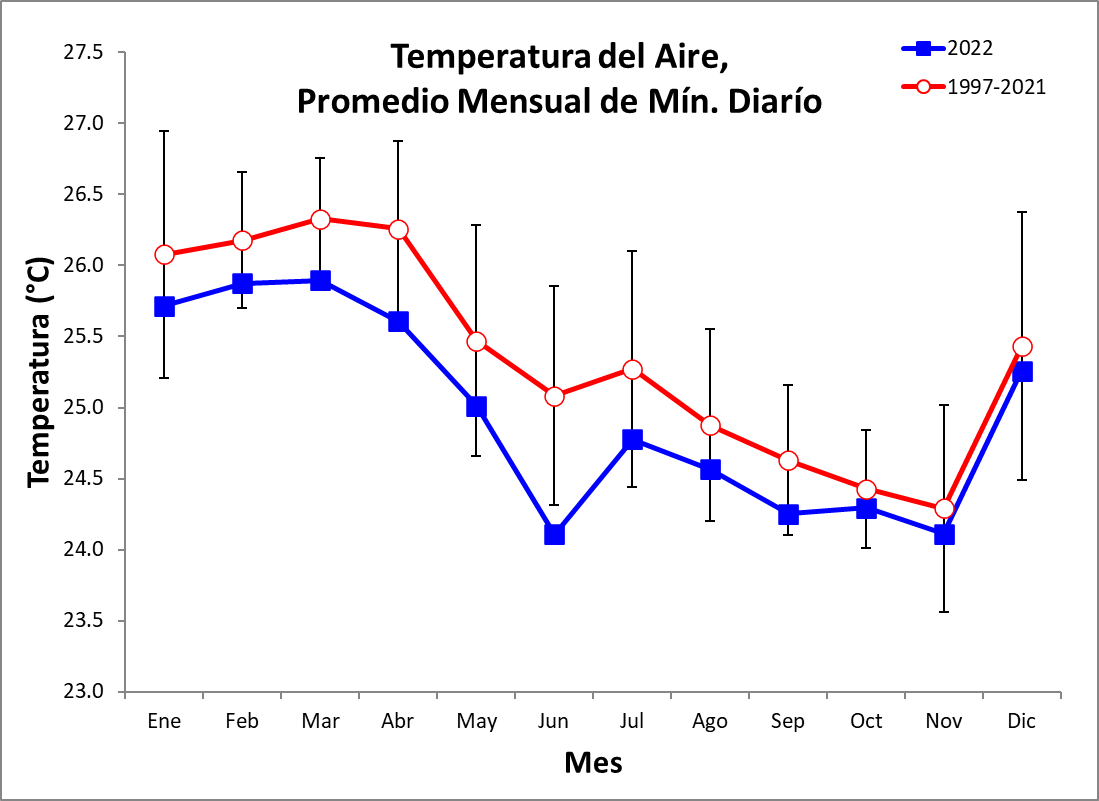 Temperatura del Aire,
Promedio Mensual de Mín. Diarío
2022
1997-2021
Temperatura (°C)
27.5
27.0
26.5
26.0
25.5
25.0
24.5
24.0
23.5
23.0
Ene Feb Mar Abr May Jun Jul Ago Sep Oct Nov Dic
Mes